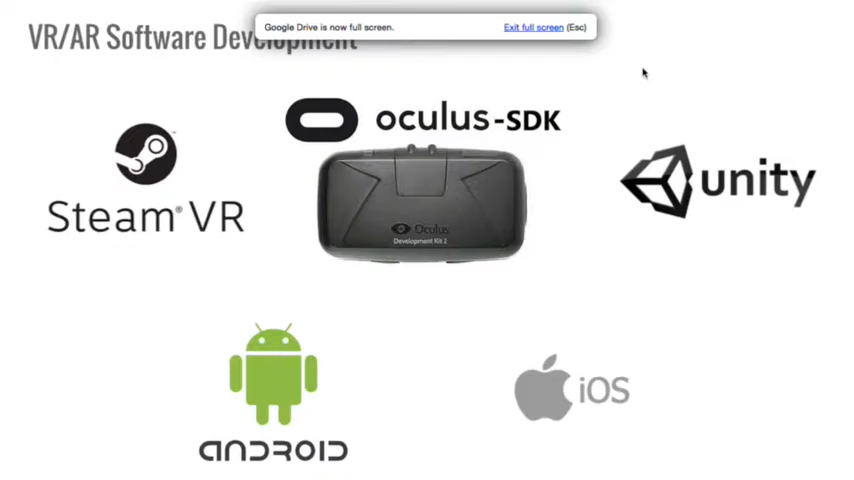 Google Drive is now full screen. Exit full screen (Esc)
VR/AR Software Development
oculus-SDK
Steam®VR
unity
Oculus
Development Kit 2
ANDROID
iOS